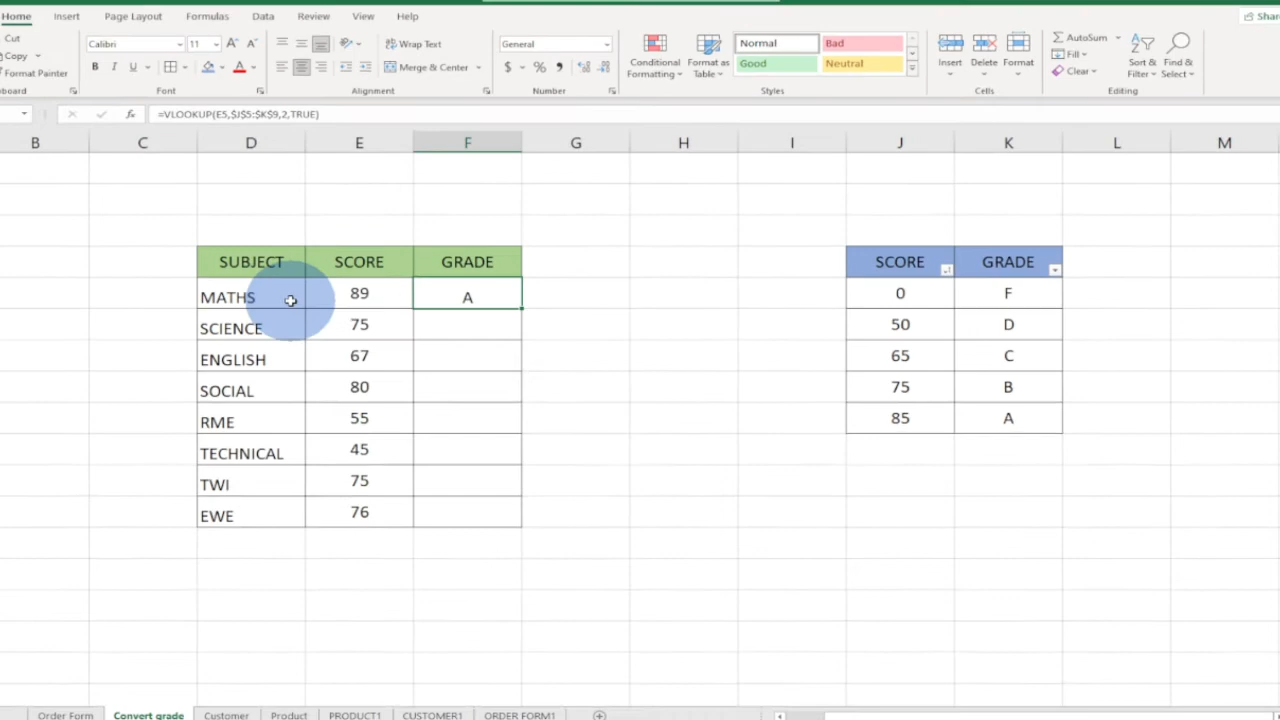 Home Insert Page Layout Formulas Data Review View Help Shar
Cut
Copy
Format Painter
Calibri 11
Wrap Text
Merge & Center
General
Conditional Formatting
Format as Table
Normal Bad
Good Neutral
Insert Delete Format
AutoSum
Fill
Clear
Sort & Filter
Find & Select
board Font Alignment Number Styles Cells Editing
=VLOOKUP(E5,$J$5:$K$9,2,TRUE)
B C D E F G H I J K L M
SUBJECT SCORE GRADE SCORE GRADE
MATHS 89 A 0 F
SCIENCE 75 50 D
ENGLISH 67 65 C
SOCIAL 80 75 B
RME 55 85 A
TECHNICAL 45
TWI 75
EWE 76
Order Form Convert grade Customer Product PRODUCT1 CUSTOMER1 ORDER FORM1